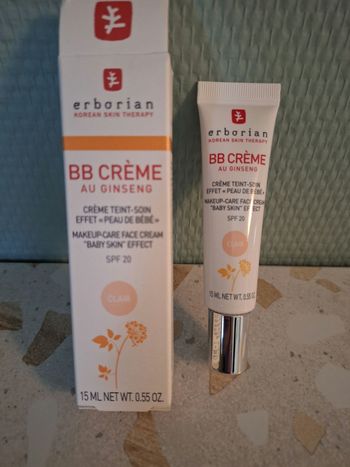 erborian
KOREAN SKIN THERAPY
BB CRÈME
AU GINSENG
CRÈME TEINT-SOIN
EFFET « PEAU DE BÉBÉ »
MAKEUP-CARE FACE CREAM
"BABY SKIN" EFFECT
SPF 20
CLAIR
15 ML NET WT. 0.55 OZ.
erborian
KOREAN SKIN THERAPY
BB CRÈME
AU GINSENG
CRÈME TEINT-SOIN
EFFET « PEAU DE BÉBÉ »
MAKEUP-CARE FACE CREAM
"BABY SKIN" EFFECT
SPF 20
CLAIR
15 ML NET WT. 0.55 OZ.